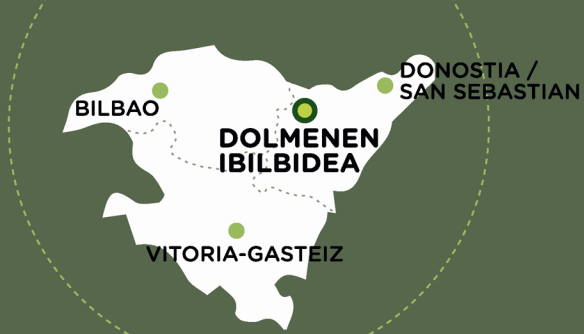 DONOSTIA /
SAN SEBASTIAN
BILBAO
DOLMENEN
IBILBIDEA
VITORIA-GASTEIZ